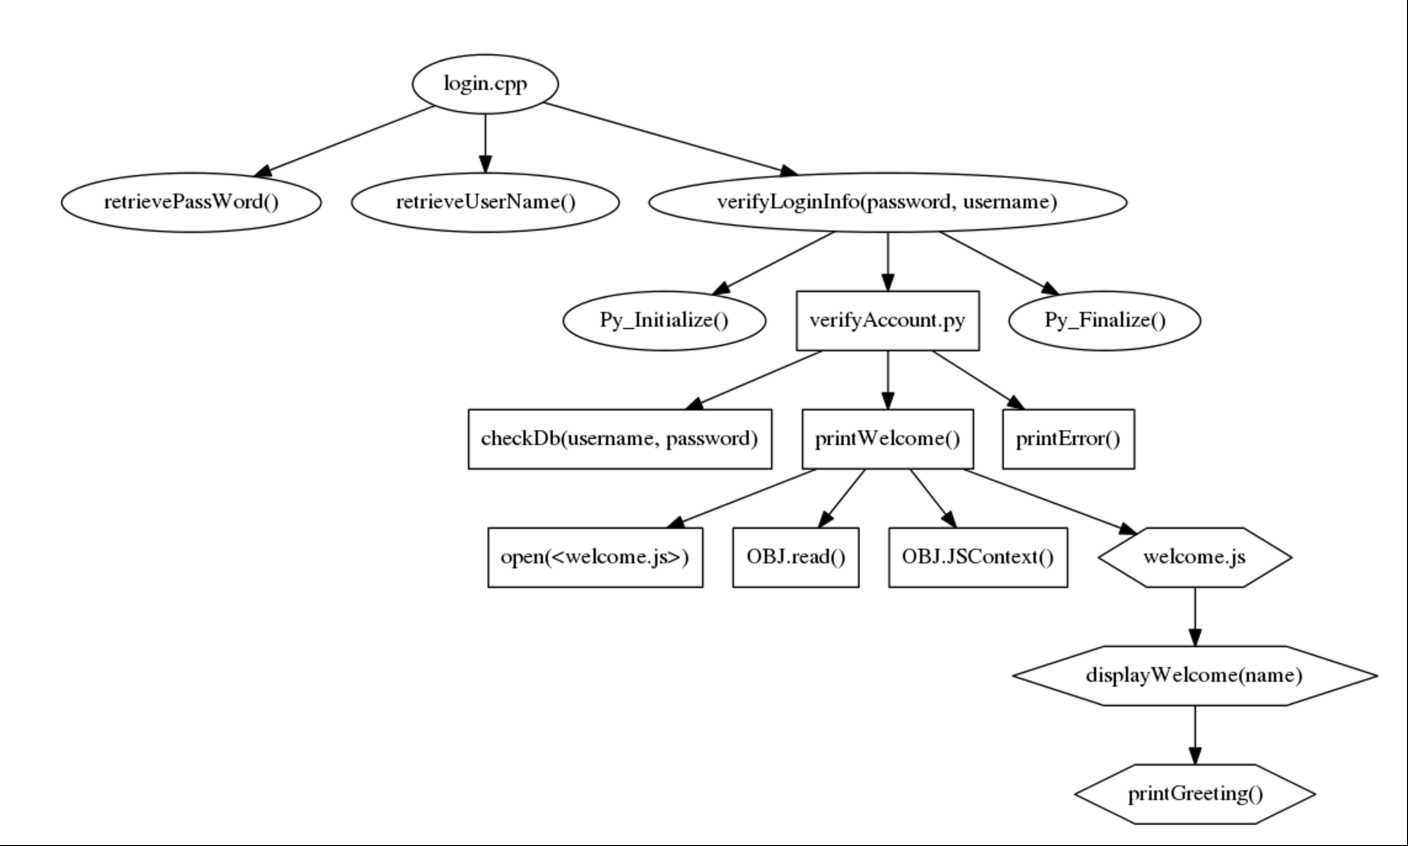 login.cpp
retrievePassWord()
retrieveUserName()
verifyLoginInfo(password, username)
Py_Initialize()
verifyAccount.py
Py_Finalize()
checkDb(username, password)
printWelcome()
printError()
open(<welcome.js>)
OBJ.read()
OBJ.JSContext()
welcome.js
displayWelcome(name)
printGreeting()